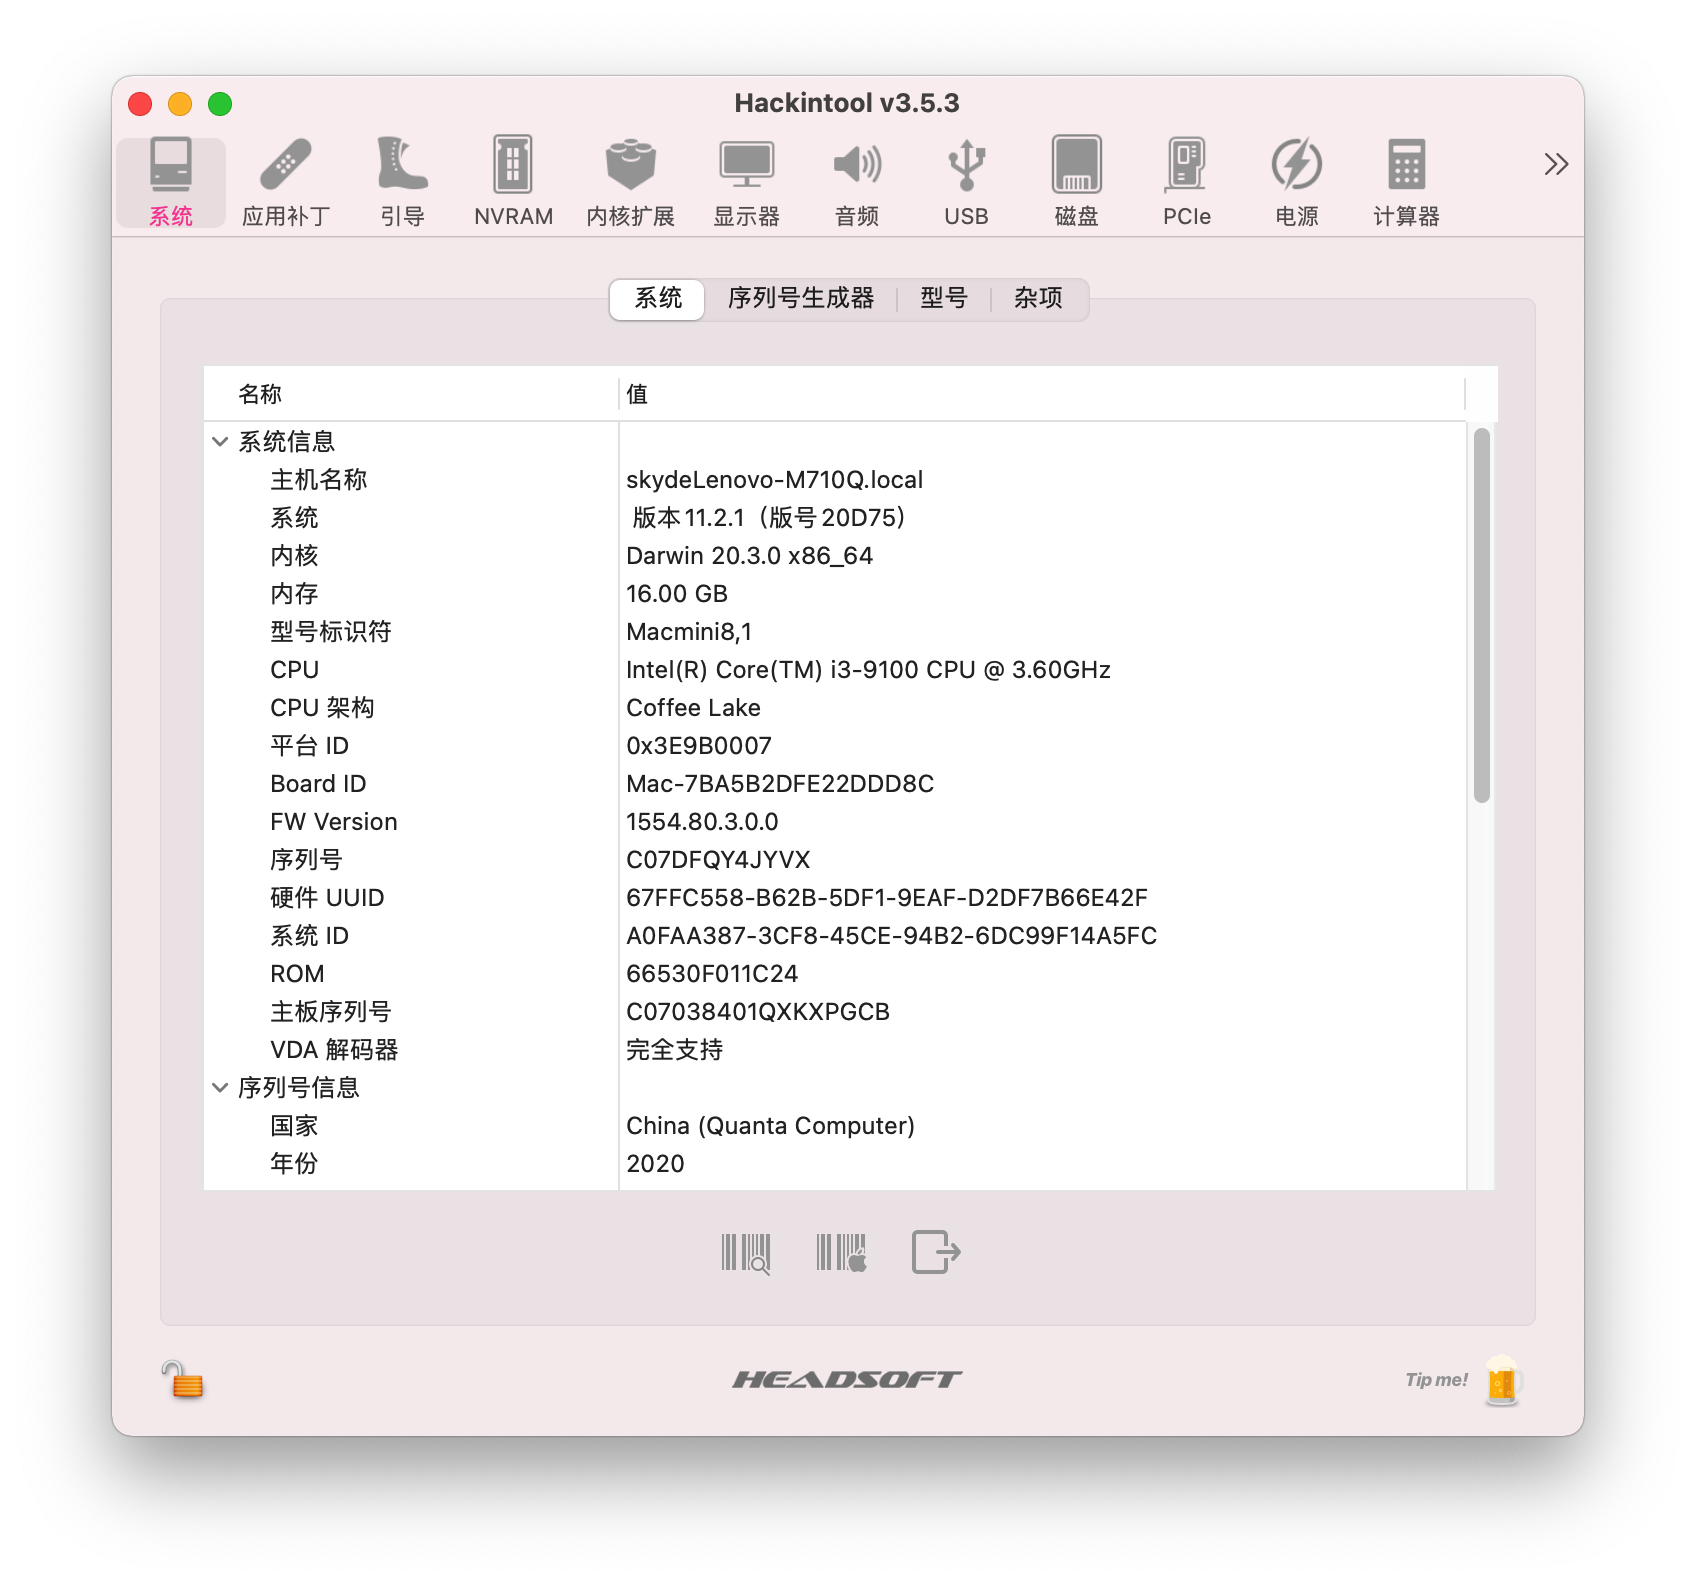 Hackintool v3.5.3
系统 应用补丁 引导 NVRAM 内核扩展 显示器 音频 USB 磁盘 PCIe 电源 计算器
系统 序列号生成器 型号 杂项
名称 值
系统信息
主机名称 skydeLenovo-M710Q.local
系统 版本 11.2.1（版号 20D75）
内核 Darwin 20.3.0 x86_64
内存 16.00 GB
型号标识符 Macmini8,1
CPU Intel(R) Core(TM) i3-9100 CPU @ 3.60GHz
CPU 架构 Coffee Lake
平台 ID 0x3E9B0007
Board ID Mac-7BA5B2DFE22DDD8C
FW Version 1554.80.3.0.0
序列号 C07DFQY4JYVX
硬件 UUID 67FFC558-B62B-5DF1-9EAF-D2DF7B66E42F
系统 ID A0FAA387-3CF8-45CE-94B2-6DC99F14A5FC
ROM 66530F011C24
主板序列号 C07038401QXKXPGCB
VDA 解码器 完全支持
序列号信息
国家 China (Quanta Computer)
年份 2020
HEADSOFT
Tip me!